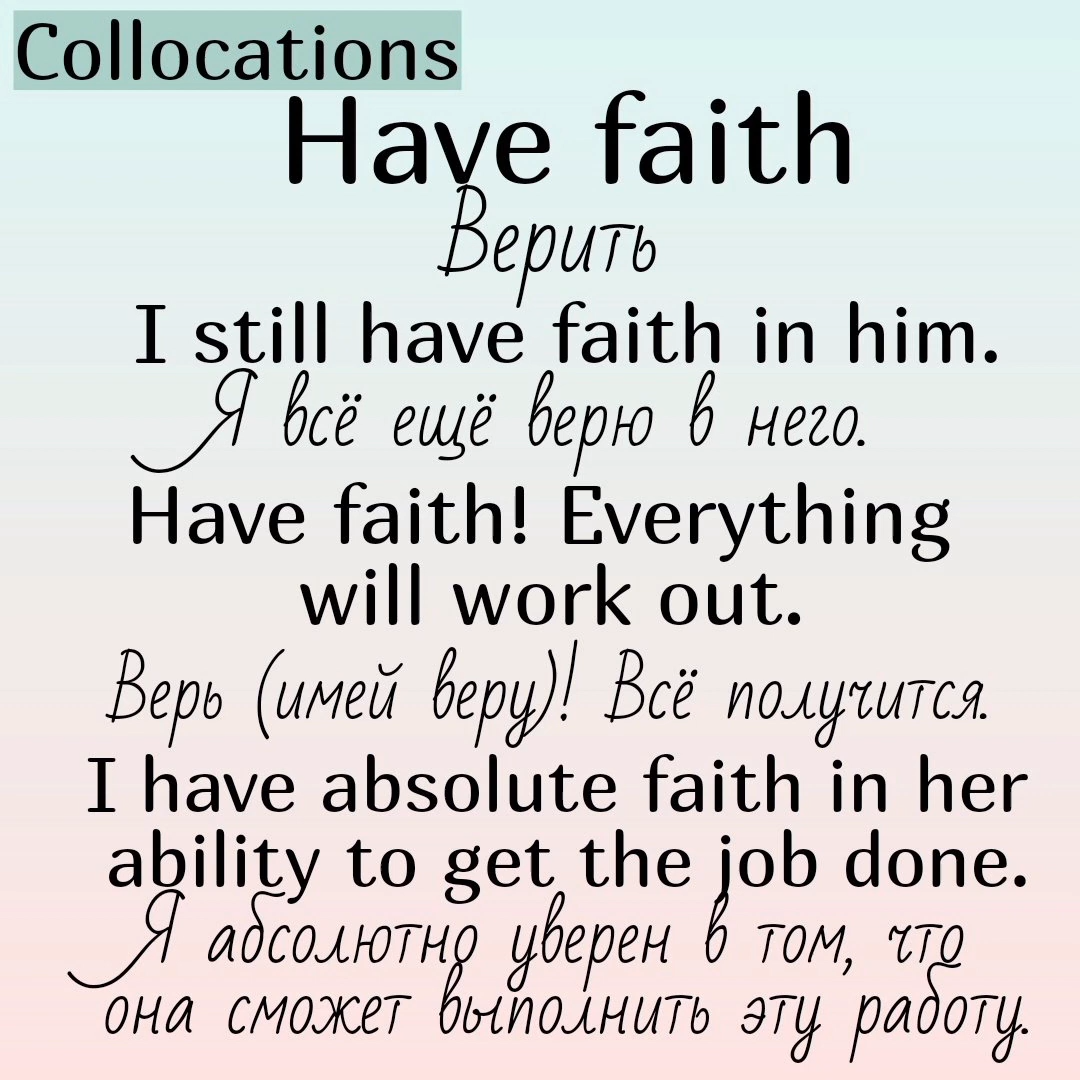 Collocations
Have faith
Верить
I still have faith in him.
Я всё ещё верю в него.
Have faith! Everything
will work out.
Верь (имей веру)! Всё получится.
I have absolute faith in her
ability to get the job done.
Я абсолютно уверен в том, что
она сможет выполнить эту работу.